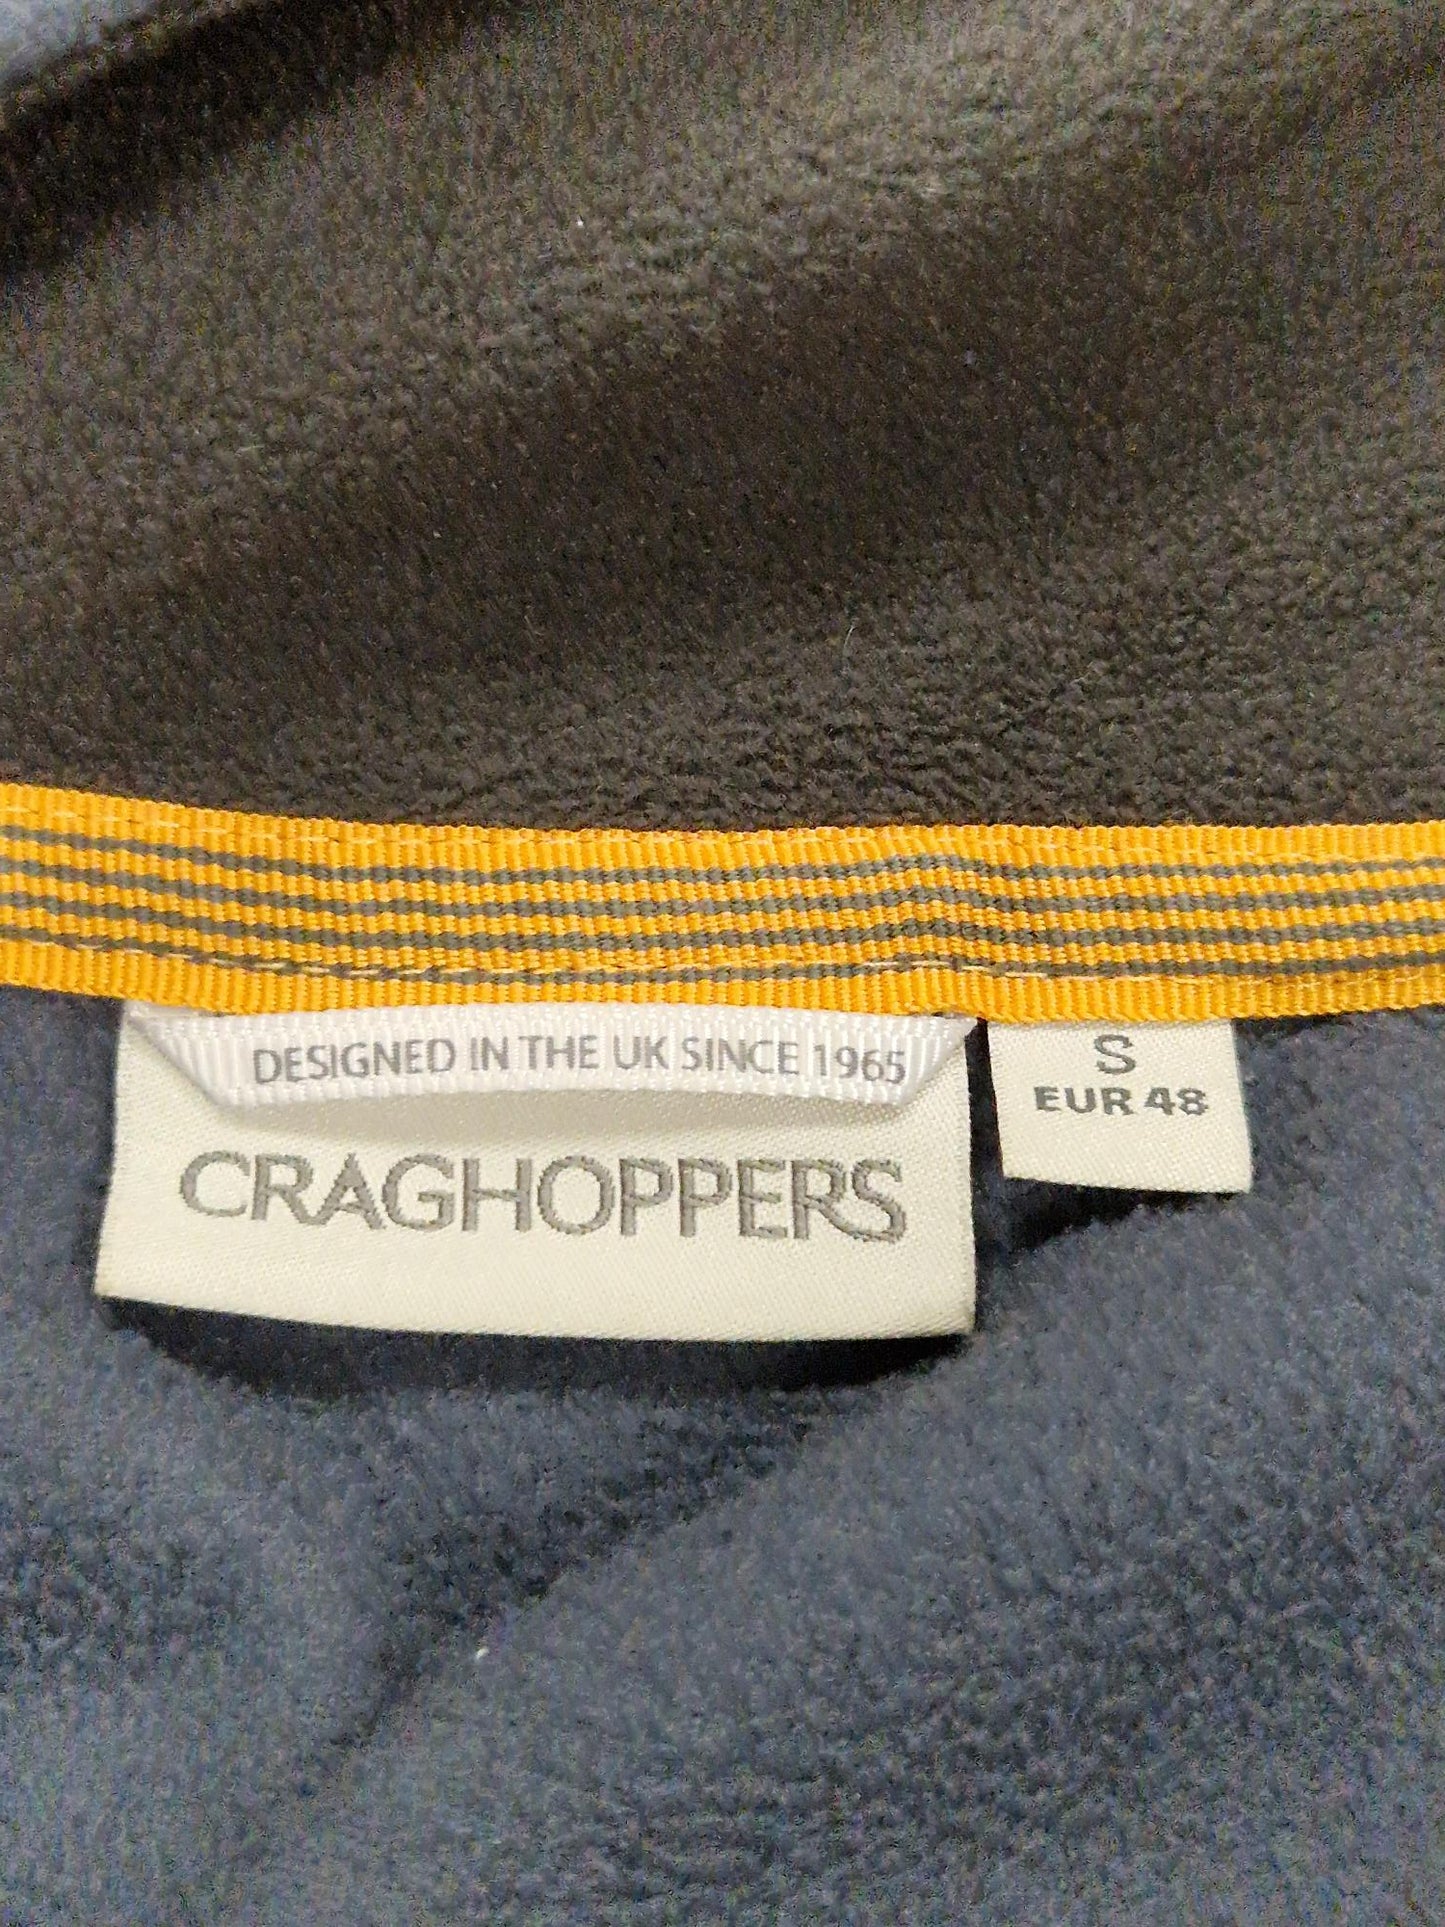 DESIGNED IN THE UK SINCE 1965
CRAGHOPPERS
S
EUR 48